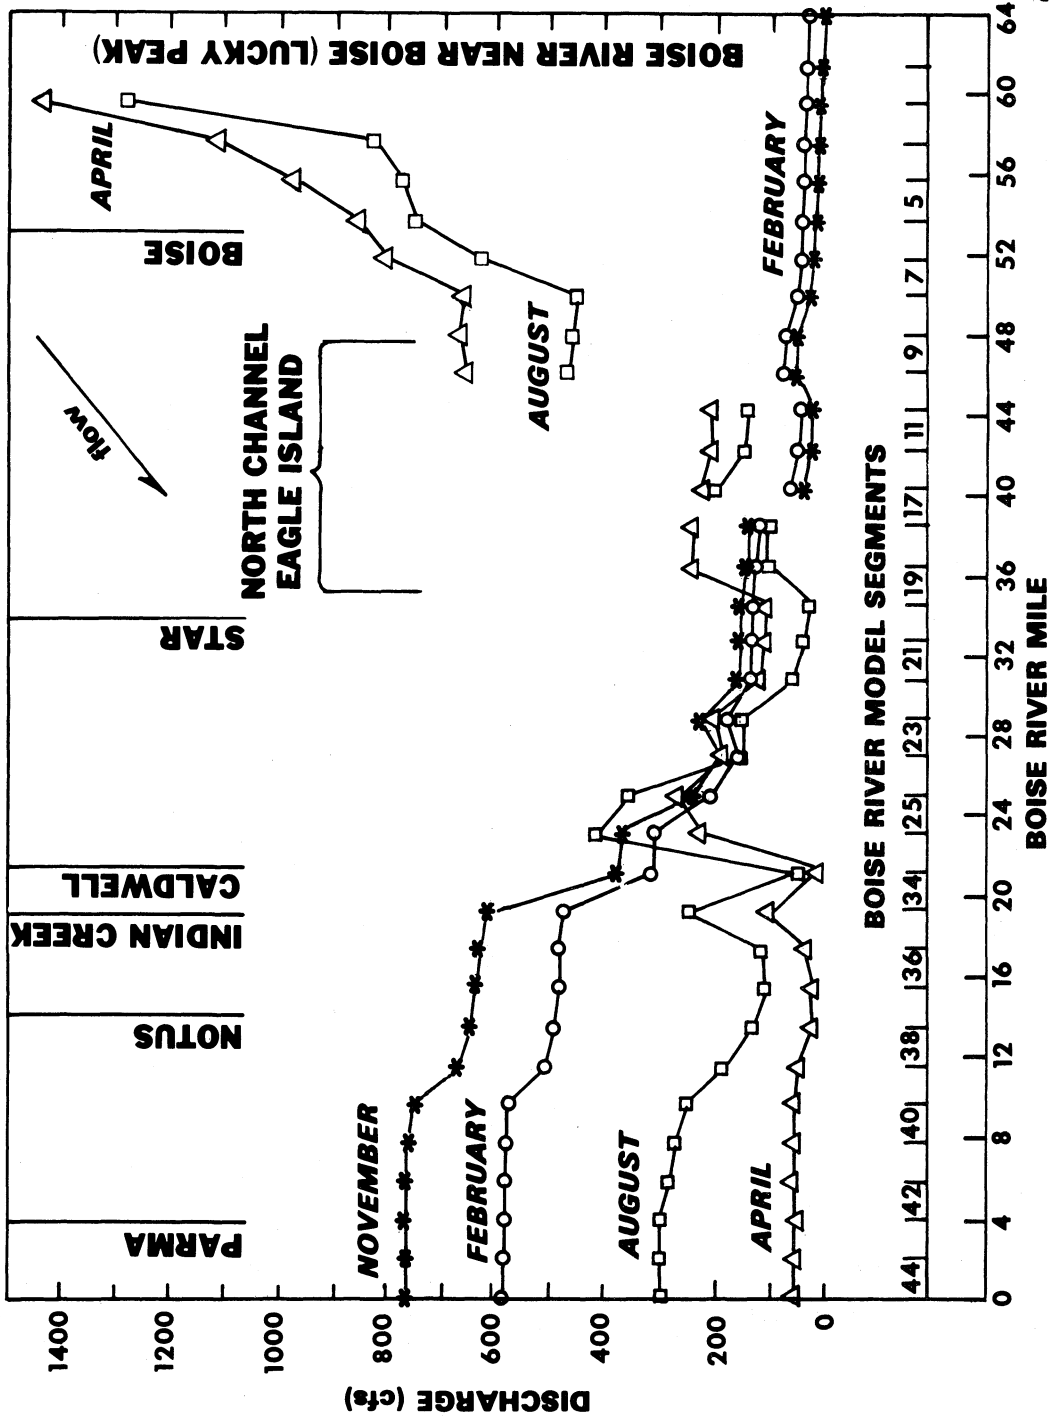 1400
1200
1000
800
600
400
200
0
DISCHARGE (cfs)
PARMA
NOTUS
INDIAN CREEK
CALDWELL
STAR
BOISE
BOISE RIVER NEAR BOISE (LUCKY PEAK)
flow
NORTH CHANNEL
EAGLE ISLAND
NOVEMBER
FEBRUARY
AUGUST
APRIL
AUGUST
APRIL
FEBRUARY
BOISE RIVER MODEL SEGMENTS
44 42 40 38 36 34 25 23 21 19 17 11 9 7 5
0 4 8 12 16 20 24 28 32 36 40 44 48 52 56 60 64
BOISE RIVER MILE